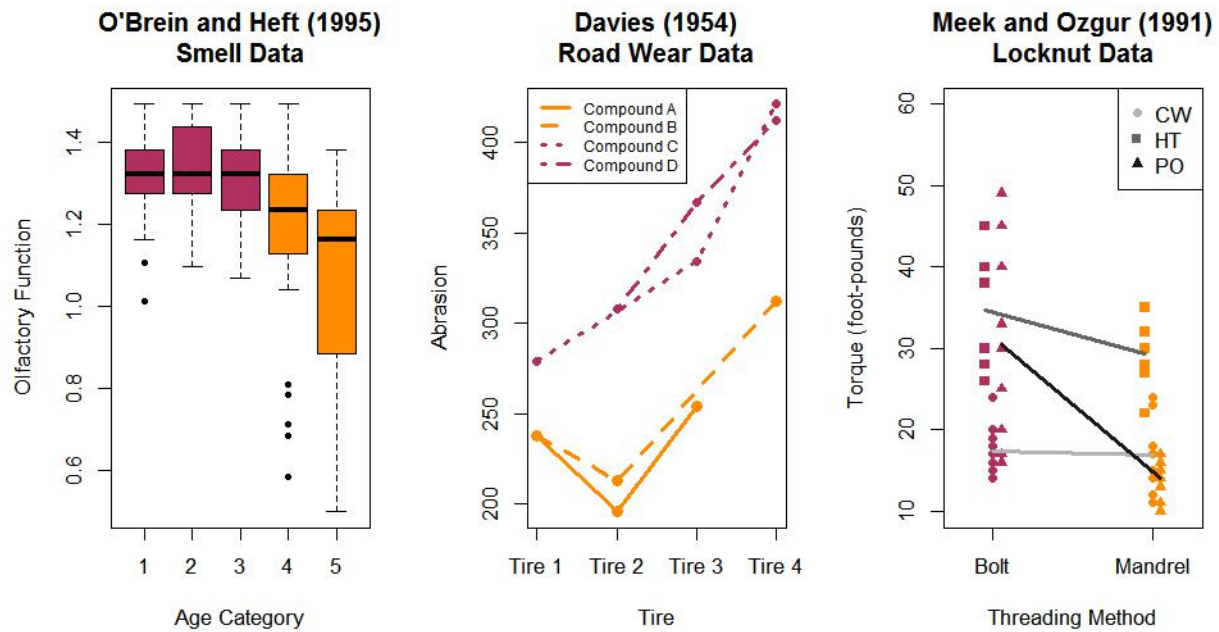 O'Brein and Heft (1995)
Smell Data
Olfactory Function
1.4
1.2
1.0
0.8
0.6
1 2 3 4 5
Age Category
Davies (1954)
Road Wear Data
Compound A
Compound B
Compound C
Compound D
Abrasion
400
350
300
250
200
Tire 1 Tire 2 Tire 3 Tire 4
Tire
Meek and Ozgur (1991)
Locknut Data
CW
HT
PO
Torque (foot-pounds)
60
50
40
30
20
10
Bolt Mandrel
Threading Method